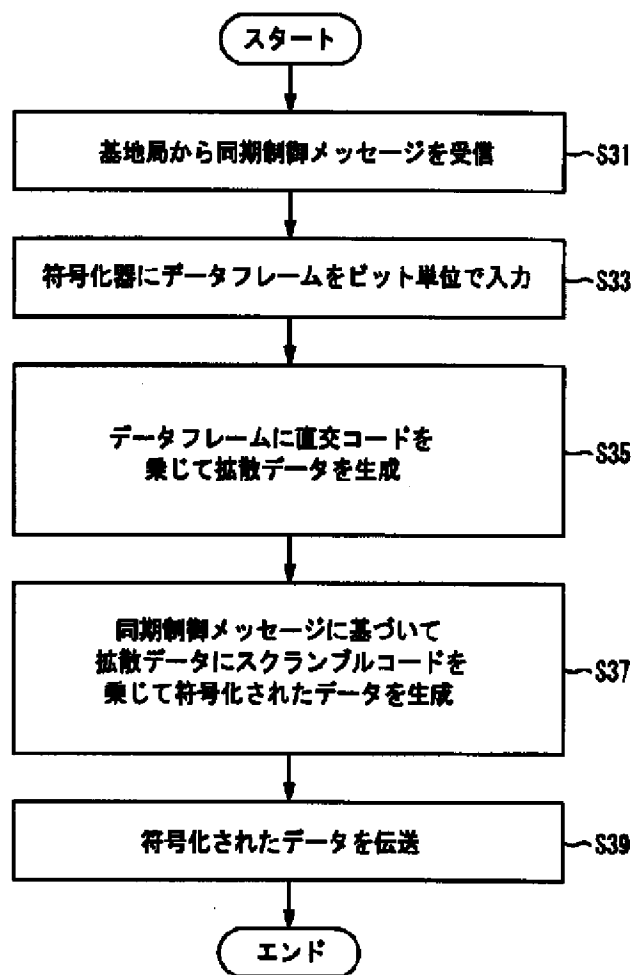 スタート
基地局から同期制御メッセージを受信
S31
符号化器にデータフレームをビット単位で入力
S33
データフレームに直交コードを
乗じて拡散データを生成
S35
同期制御メッセージに基づいて
拡散データにスクランブルコードを
乗じて符号化されたデータを生成
S37
符号化されたデータを伝送
S39
エンド